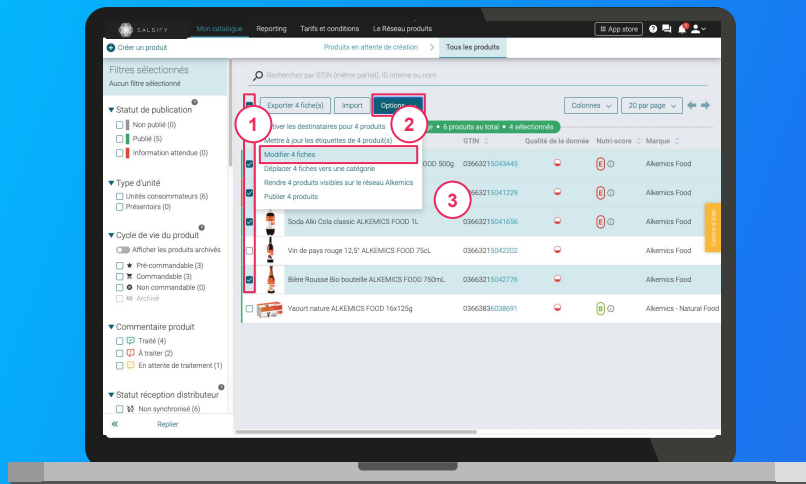 SALSIFY
Mon catalogue Reporting Tarifs et conditions Le Réseau produits
App store
Créer un produit
Produits en attente de création > Tous les produits
Filtres sélectionnés
Aucun filtre sélectionné
Recherchez par GTIN (même partiel), ID interne ou nom
Exporter 4 fiche(s) Import Options
Colonnes 20 par page
1
2
3
Activer les destinataires pour 4 produits
Mettre à jour les étiquettes de 4 produit(s)
Modifier 4 fiches
Déplacer 4 fiches vers une catégorie
Rendre 4 produits visibles sur le réseau Alkemics
Publier 4 produits
6 produits au total • 4 sélectionnés
GTIN Qualité de la donnée Nutri-score Marque
FOOD 500g 03663215043445 E Alkemics Food
03663215041229 E Alkemics Food
Soda Alki Cola classic ALKEMICS FOOD 1L 03663215041656 E Alkemics Food
Vin de pays rouge 12,5° ALKEMICS FOOD 75cL 03663215042202 Alkemics Food
Bière Rousse Bio bouteille ALKEMICS FOOD 750mL 03663215042776 Alkemics Food
Yaourt nature ALKEMICS FOOD 16x125g 03663836038691 B Alkemics - Natural Food
Centre d'aide
Statut de publication
Non publié (0)
Publié (5)
Information attendue (0)
Type d'unité
Unités consommateurs (6)
Présentoirs (0)
Cycle de vie du produit
Afficher les produits archivés
Pré-commandable (3)
Commandable (3)
Non commandable (0)
Archivé
Commentaire produit
Traité (4)
À traiter (2)
En attente de traitement (1)
Statut réception distributeur
Non synchronisé (6)
« Replier